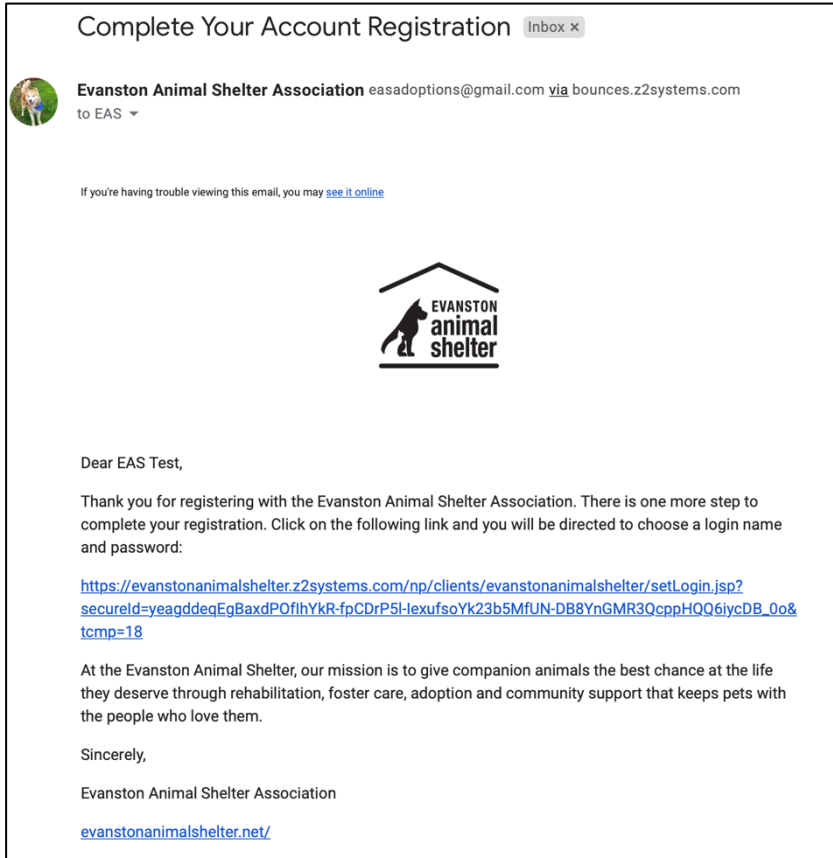 Complete Your Account Registration Inbox ×
Evanston Animal Shelter Association easadoptions@gmail.com via bounces.z2systems.com
to EAS
If you're having trouble viewing this email, you may see it online
EVANSTON
animal
shelter
Dear EAS Test,
Thank you for registering with the Evanston Animal Shelter Association. There is one more step to
complete your registration. Click on the following link and you will be directed to choose a login name
and password:
https://evanstonanimalshelter.z2systems.com/np/clients/evanstonanimalshelter/setLogin.jsp?
secureId=yeagddeqEgBaxdPOflhYkR-fpCDrP5l-IexufsoYk23b5MfUN-DB8YnGMR3QcppHQQ6iycDB_0o&
tcmp=18
At the Evanston Animal Shelter, our mission is to give companion animals the best chance at the life
they deserve through rehabilitation, foster care, adoption and community support that keeps pets with
the people who love them.
Sincerely,
Evanston Animal Shelter Association
evanstonanimalshelter.net/